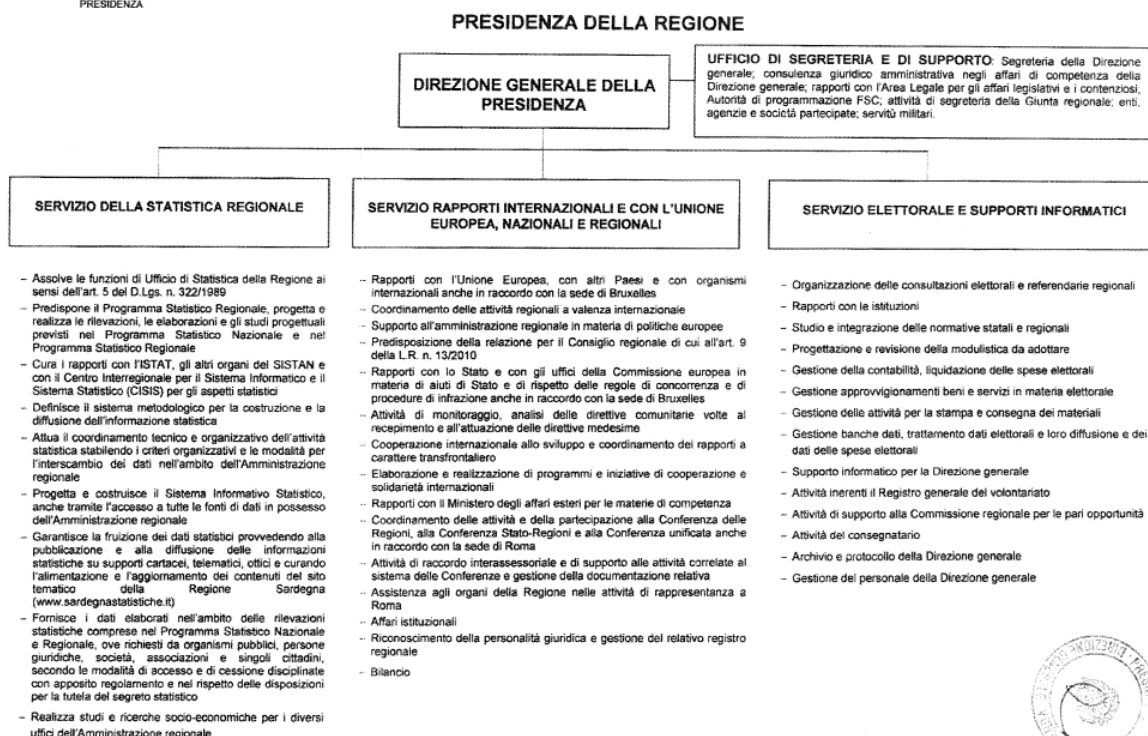 PRESIDENZA
PRESIDENZA DELLA REGIONE
DIREZIONE GENERALE DELLA
PRESIDENZA
UFFICIO DI SEGRETERIA E DI SUPPORTO: Segreteria della Direzione
generale; consulenza giuridico amministrativa negli affari di competenza della
Direzione generale; rapporti con l'Area Legale per gli affari legislativi e i contenziosi;
Autorità di programmazione FSC; attività di segreteria della Giunta regionale; enti,
agenzie e società partecipate; servitù militari.
SERVIZIO DELLA STATISTICA REGIONALE
– Assolve le funzioni di Ufficio di Statistica della Regione ai
sensi dell'art. 5 del D.Lgs. n. 322/1989
– Predispone il Programma Statistico Regionale, progetta e
realizza le rilevazioni, le elaborazioni e gli studi progettuali
previsti nel Programma Statistico Nazionale e nel
Programma Statistico Regionale
– Cura i rapporti con l'ISTAT, gli altri organi del SISTAN e
con il Centro Interregionale per il Sistema Informatico e il
Sistema Statistico (CISIS) per gli aspetti statistici
– Definisce il sistema metodologico per la costruzione e la
diffusione dell'informazione statistica
– Attua il coordinamento tecnico e organizzativo dell'attività
statistica stabilendo i criteri organizzativi e le modalità per
l'interscambio dei dati nell'ambito dell'Amministrazione
regionale
– Progetta e costruisce il Sistema Informativo Statistico,
anche tramite l'accesso a tutte le fonti di dati in possesso
dell'Amministrazione regionale
– Garantisce la fruizione dei dati statistici provvedendo alla
pubblicazione e alla diffusione delle informazioni
statistiche su supporti cartacei, telematici, ottici e curando
l'alimentazione e l'aggiornamento dei contenuti del sito
tematico della Regione Sardegna
(www.sardegnastatistiche.it)
– Fornisce i dati elaborati nell'ambito delle rilevazioni
statistiche comprese nel Programma Statistico Nazionale
e Regionale, ove richiesti da organismi pubblici, persone
giuridiche, società, associazioni e singoli cittadini,
secondo le modalità di accesso e di cessione disciplinate
con apposito regolamento e nel rispetto delle disposizioni
per la tutela del segreto statistico
– Realizza studi e ricerche socio-economiche per i diversi
uffici dell'Amministrazione regionale
SERVIZIO RAPPORTI INTERNAZIONALI E CON L'UNIONE
EUROPEA, NAZIONALI E REGIONALI
– Rapporti con l'Unione Europea, con altri Paesi e con organismi
internazionali anche in raccordo con la sede di Bruxelles
– Coordinamento delle attività regionali a valenza internazionale
– Supporto all'amministrazione regionale in materia di politiche europee
– Predisposizione della relazione per il Consiglio regionale di cui all'art. 9
della L.R. n. 13/2010
– Rapporti con lo Stato e con gli uffici della Commissione europea in
materia di aiuti di Stato e di rispetto delle regole di concorrenza e di
procedure di infrazione anche in raccordo con la sede di Bruxelles
– Attività di monitoraggio, analisi delle direttive comunitarie volte al
recepimento e all'attuazione delle direttive medesime
– Cooperazione internazionale allo sviluppo e coordinamento dei rapporti a
carattere transfrontaliero
– Elaborazione e realizzazione di programmi e iniziative di cooperazione e
solidarietà internazionali
– Rapporti con il Ministero degli affari esteri per le materie di competenza
– Coordinamento delle attività e della partecipazione alla Conferenza delle
Regioni, alla Conferenza Stato-Regioni e alla Conferenza unificata anche
in raccordo con la sede di Roma
– Attività di raccordo interassessoriale e di supporto alle attività correlate al
sistema delle Conferenze e gestione della documentazione relativa
– Assistenza agli organi della Regione nelle attività di rappresentanza a
Roma
– Affari istituzionali
– Riconoscimento della personalità giuridica e gestione del relativo registro
regionale
– Bilancio
SERVIZIO ELETTORALE E SUPPORTI INFORMATICI
– Organizzazione delle consultazioni elettorali e referendarie regionali
– Rapporti con le istituzioni
– Studio e integrazione delle normative statali e regionali
– Progettazione e revisione della modulistica da adottare
– Gestione della contabilità, liquidazione delle spese elettorali
– Gestione approvvigionamenti beni e servizi in materia elettorale
– Gestione delle attività per la stampa e consegna dei materiali
– Gestione banche dati, trattamento dati elettorali e loro diffusione e dei
dati delle spese elettorali
– Supporto informatico per la Direzione generale
– Attività inerenti il Registro generale del volontariato
– Attività di supporto alla Commissione regionale per le pari opportunità
– Attività del consegnatario
– Archivio e protocollo della Direzione generale
– Gestione del personale della Direzione generale